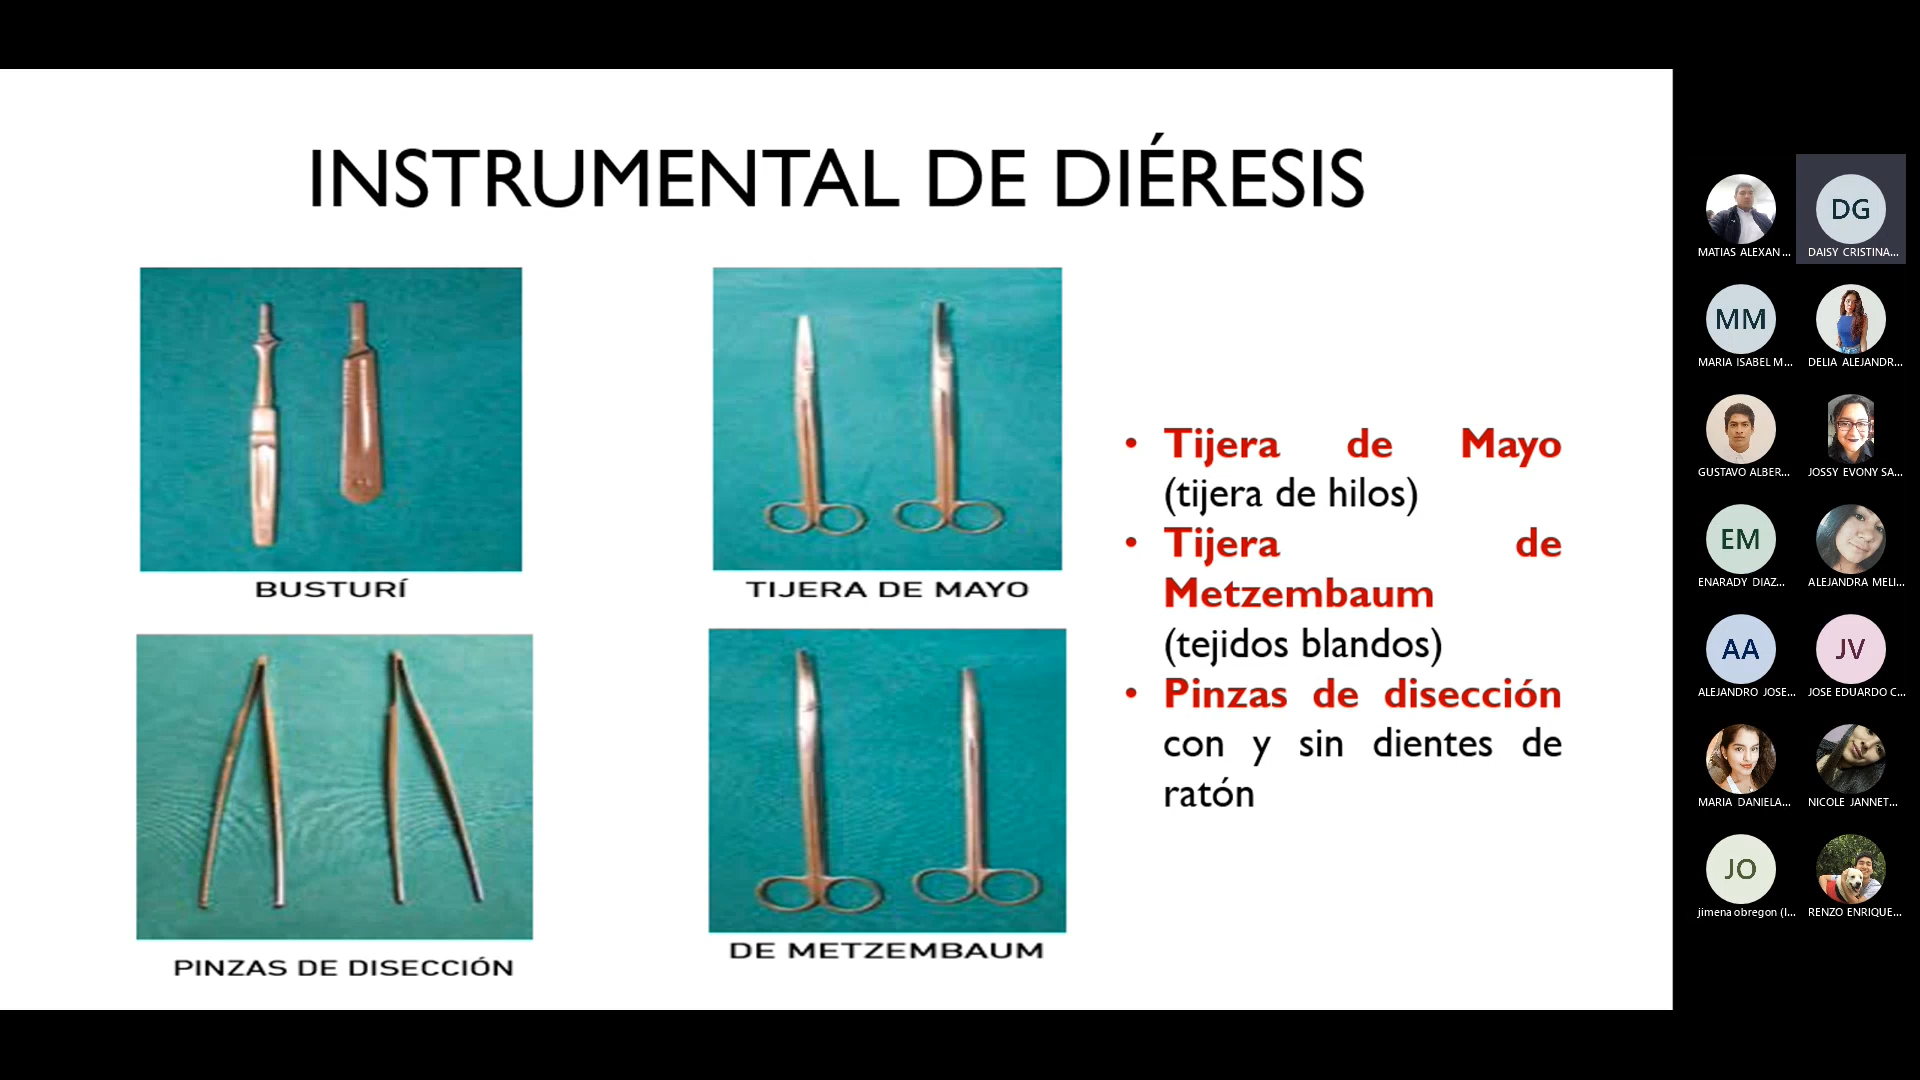 INSTRUMENTAL DE DIÉRESIS
BUSTURÍ
TIJERA DE MAYO
PINZAS DE DISECCIÓN
DE METZEMBAUM
• Tijera de Mayo
(tijera de hilos)
• Tijera de
Metzembaum
(tejidos blandos)
• Pinzas de disección
con y sin dientes de
ratón
MATIAS ALEXAN...
DG
DAISY CRISTINA...
MM
MARIA ISABEL M...
DELIA ALEJANDR...
GUSTAVO ALBER...
JOSSY EVONY SA...
EM
ENARADY DIAZ...
ALEJANDRA MELI...
AA
ALEJANDRO JOSE...
JV
JOSE EDUARDO C...
MARIA DANIELA...
NICOLE JANNET...
JO
jimena obregon (I...
RENZO ENRIQUE...